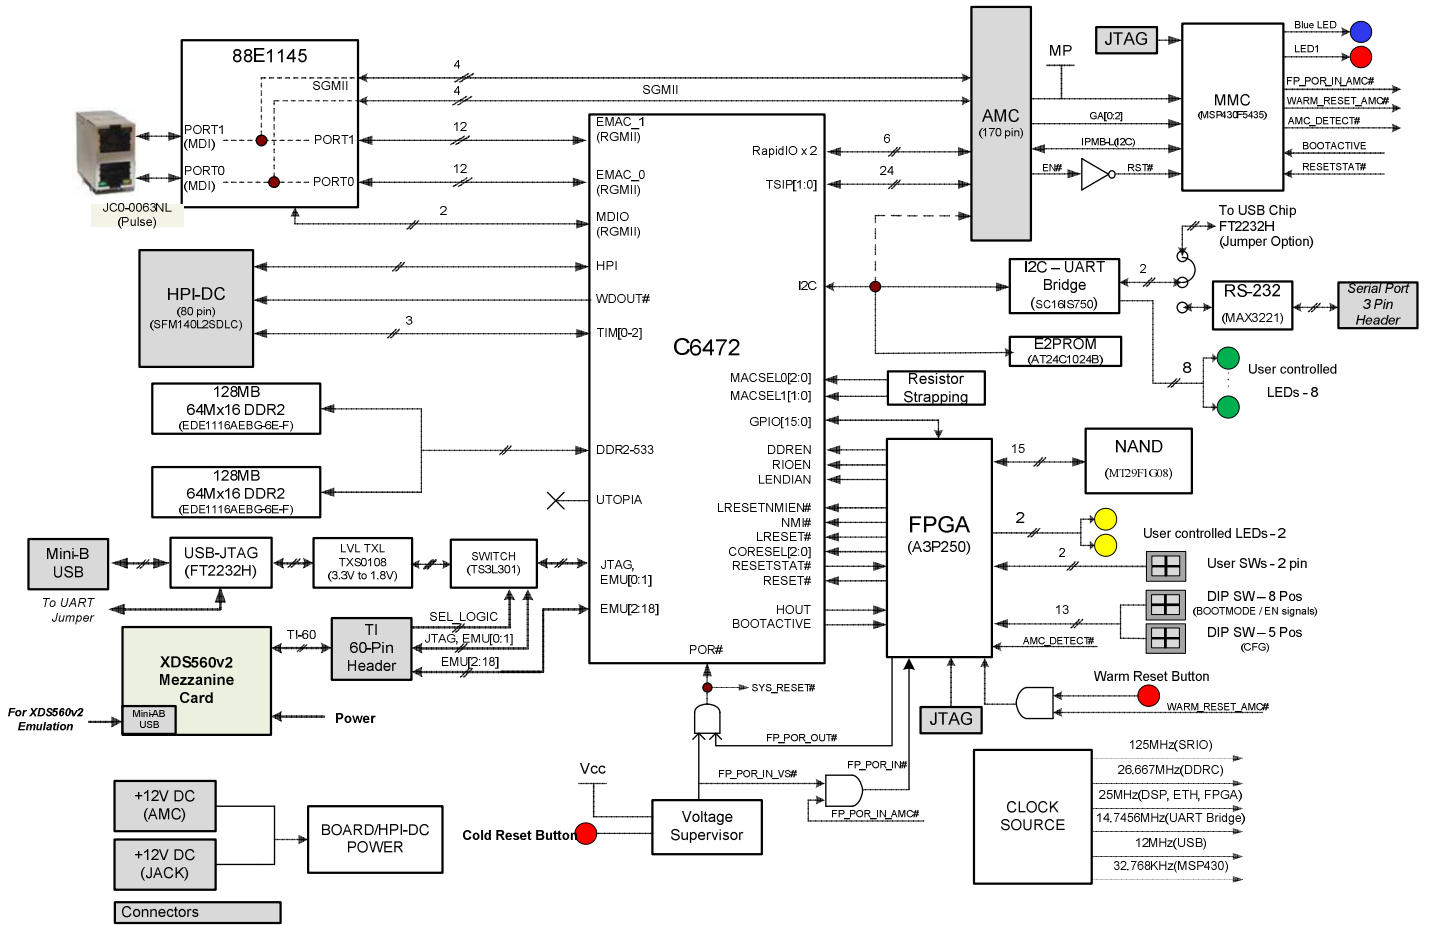 88E1145
SGMII
PORT1
(MDI)
PORT1
PORT0
(MDI)
PORT0
JC0-0063NL
(Pulse)
4
4
SGMII
12
12
2
HPI-DC
(80 pin)
(SFM140L2SDLC)
3
128MB
64Mx16 DDR2
(EDE1116AEBG-6E-F)
128MB
64Mx16 DDR2
(EDE1116AEBG-6E-F)
EMAC_1
(RGMII)
EMAC_0
(RGMII)
MDIO
(RGMII)
HPI
WDOUT#
TIM[0-2]
C6472
DDR2-533
UTOPIA
JTAG,
EMU[0:1]
EMU[2:18]
RapidIO x 2
TSIP[1:0]
I2C
MACSEL0[2:0]
MACSEL1[1:0]
GPIO[15:0]
DDREN
RIOEN
LENDIAN
LRESETNMIEN#
NMI#
LRESET#
CORESEL[2:0]
RESETSTAT#
RESET#
HOUT
BOOTACTIVE
POR#
6
24
AMC
(170 pin)
MP
JTAG
GA[0:2]
IPMB-L(I2C)
EN#
RST#
MMC
(MSP430F5435)
Blue LED
LED1
FP_POR_IN_AMC#
WARM_RESET_AMC#
AMC_DETECT#
BOOTACTIVE
RESETSTAT#
To USB Chip
FT2232H
(Jumper Option)
I2C – UART
Bridge
(SC16IS750)
2
RS-232
(MAX3221)
Serial Port
3 Pin
Header
E2PROM
(AT24C1024B)
8
User controlled
LEDs - 8
Resistor
Strapping
FPGA
(A3P250)
15
NAND
(MT29F1G08)
2
User controlled LEDs - 2
2
User SWs - 2 pin
13
DIP SW – 8 Pos
(BOOTMODE / EN signals)
DIP SW – 5 Pos
(CFG)
AMC_DETECT#
Warm Reset Button
WARM_RESET_AMC#
JTAG
Mini-B
USB
USB-JTAG
(FT2232H)
LVL TXL
TXS0108
(3.3V to 1.8V)
SWITCH
(TS3L301)
To UART
Jumper
SEL_LOGIC
TI-60
TI
60-Pin
Header
JTAG, EMU[0:1]
EMU[2:18]
XDS560v2
Mezzanine
Card
Mini-AB
USB
For XDS560v2
Emulation
Power
SYS_RESET#
FP_POR_OUT#
FP_POR_IN#
FP_POR_IN_VS#
FP_POR_IN_AMC#
Vcc
Cold Reset Button
Voltage
Supervisor
+12V DC
(AMC)
+12V DC
(JACK)
BOARD/HPI-DC
POWER
Connectors
CLOCK
SOURCE
125MHz(SRIO)
26.667MHz(DDRC)
25MHz(DSP, ETH, FPGA)
14.7456MHz(UART Bridge)
12MHz(USB)
32.768KHz(MSP430)